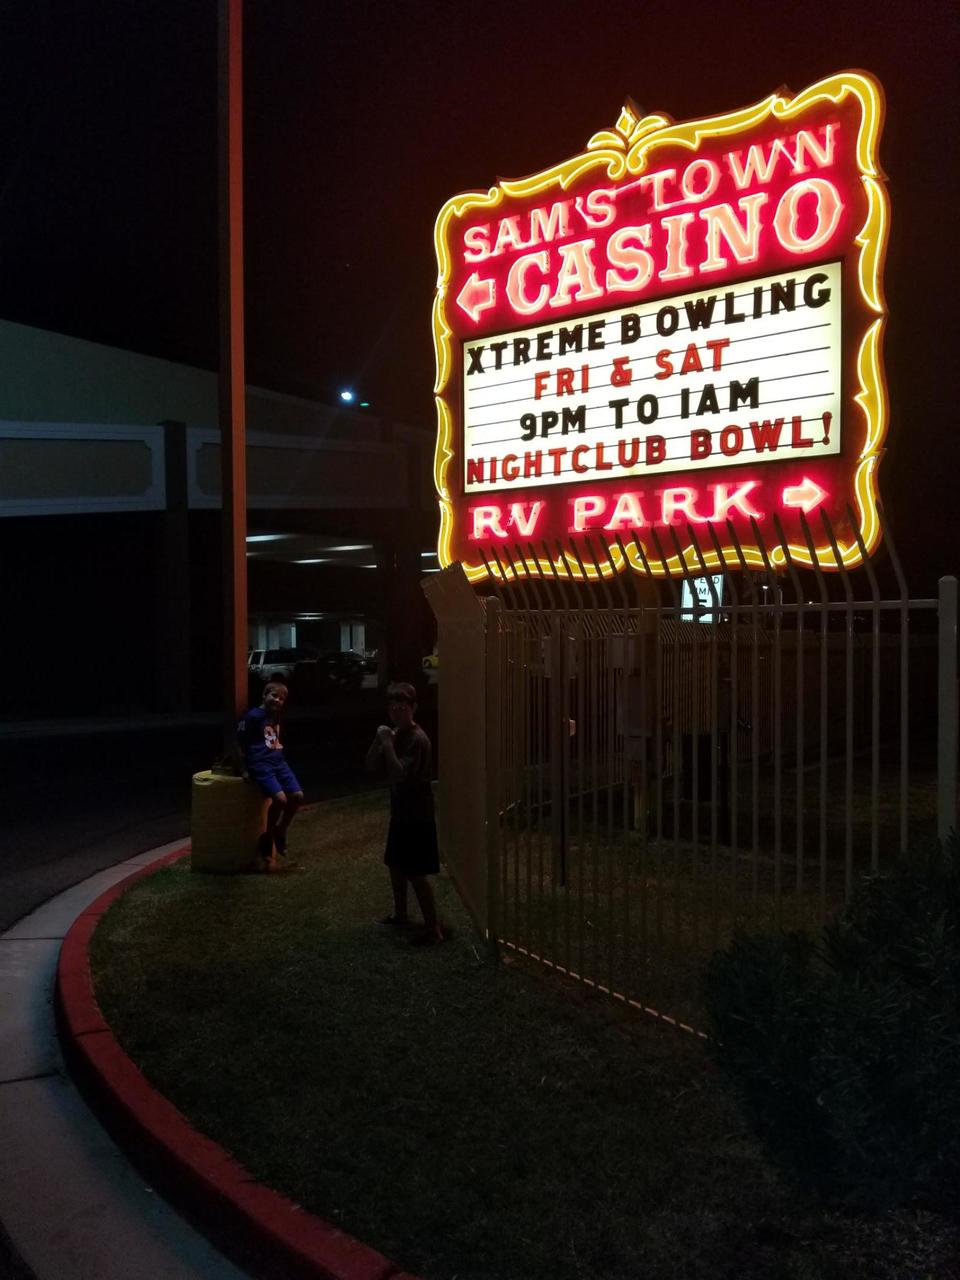 SAM'S TOWN
CASINO
XTREME BOWLING
FRI & SAT
9PM TO 1AM
NIGHTCLUB BOWL!
RV PARK